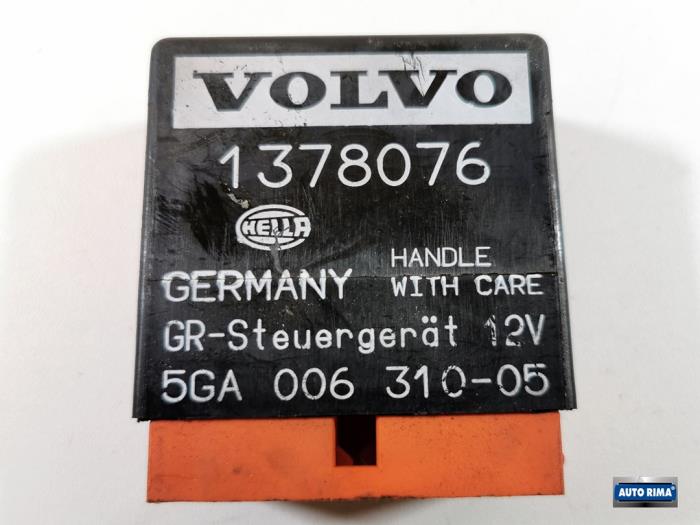 VOLVO
1378076
HELLA
HANDLE
GERMANY WITH CARE
GR-Steuergerät 12V
5GA 006 310-05
AUTO RIMA